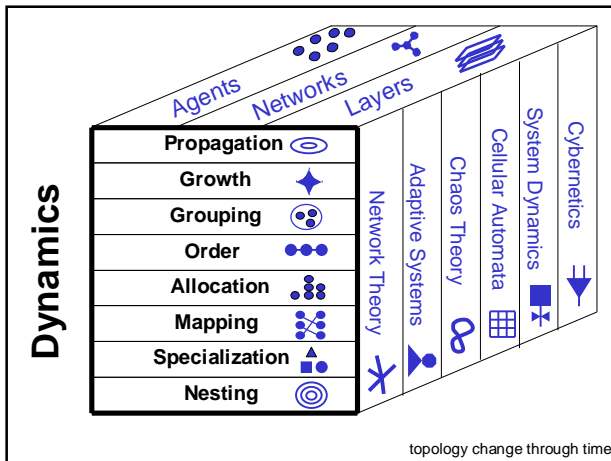 Agents
Networks
Layers
Dynamics
Propagation
Growth
Grouping
Order
Allocation
Mapping
Specialization
Nesting
Network Theory
Adaptive Systems
Chaos Theory
Cellular Automata
System Dynamics
Cybernetics
topology change through time